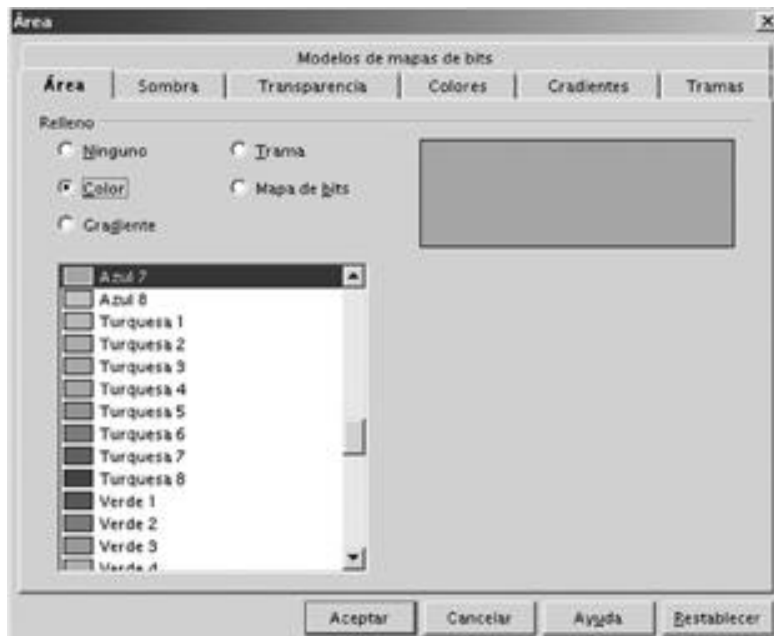 Área
Modelos de mapas de bits
Área Sombra Transparencia Colores Gradientes Tramas
Relleno
Ninguno Trama
Color Mapa de bits
Gradiente
Azul 7
Azul 8
Turquesa 1
Turquesa 2
Turquesa 3
Turquesa 4
Turquesa 5
Turquesa 6
Turquesa 7
Turquesa 8
Verde 1
Verde 2
Verde 3
Verde 4
Aceptar Cancelar Ayuda Restablecer